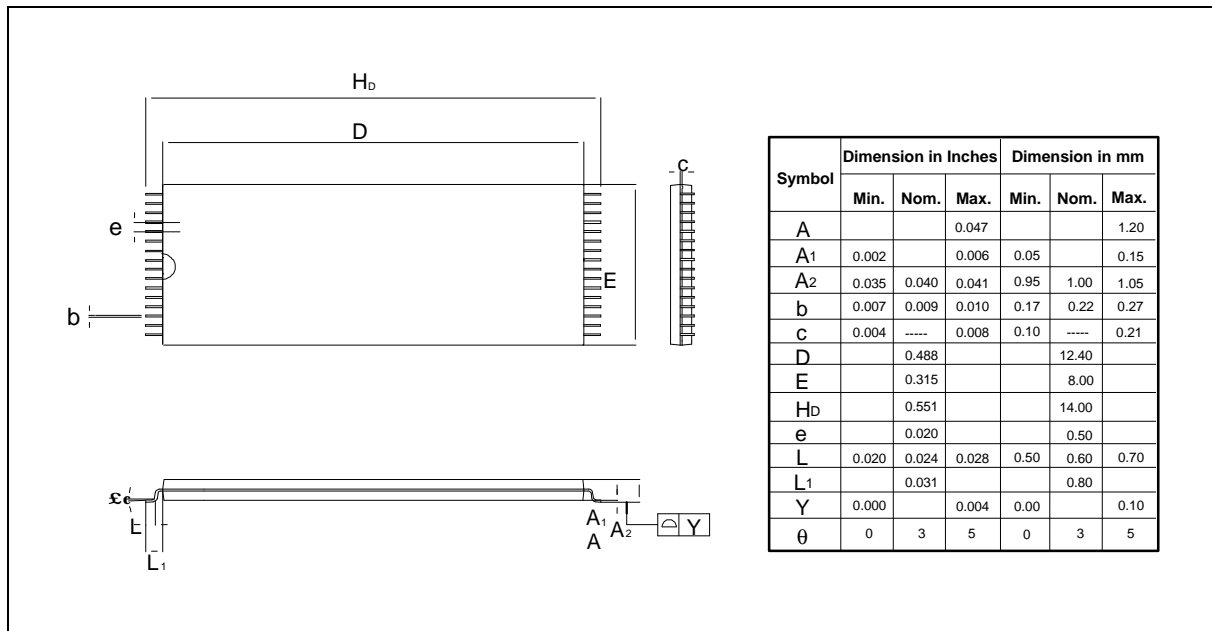 HD
D
c
e
E
b
£c
L
L1
A1
A
A2
Y
Symbol Dimension in Inches Dimension in mm
Min. Nom. Max. Min. Nom. Max.
A 0.047 1.20
A1 0.002 0.006 0.05 0.15
A2 0.035 0.040 0.041 0.95 1.00 1.05
b 0.007 0.009 0.010 0.17 0.22 0.27
c 0.004 ----- 0.008 0.10 ----- 0.21
D 0.488 12.40
E 0.315 8.00
HD 0.551 14.00
e 0.020 0.50
L 0.020 0.024 0.028 0.50 0.60 0.70
L1 0.031 0.80
Y 0.000 0.004 0.00 0.10
θ 0 3 5 0 3 5